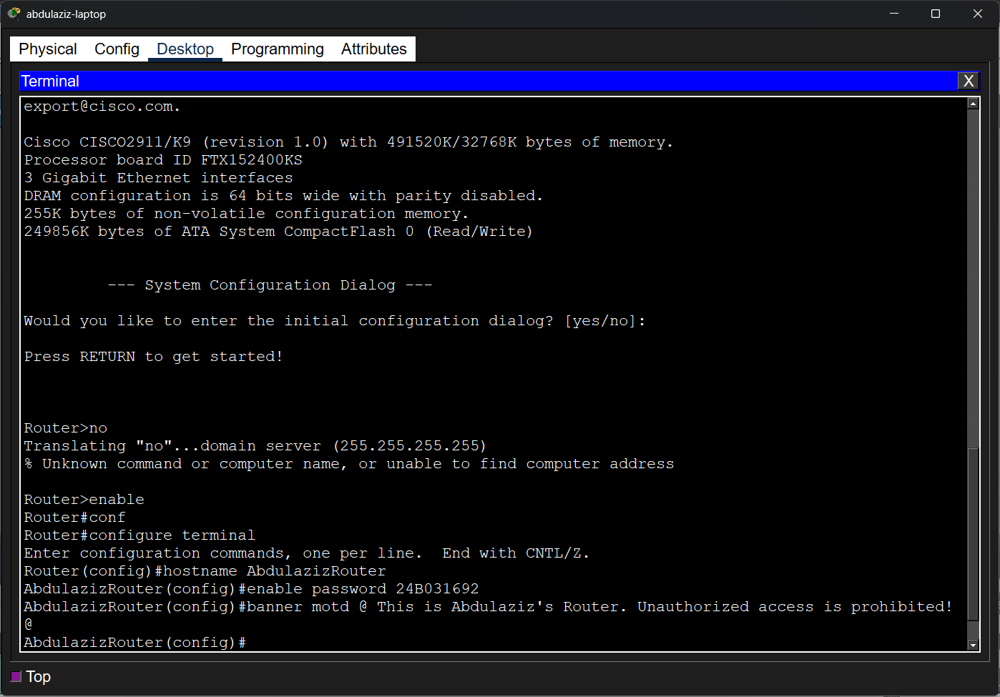 abdulaziz-laptop
Physical Config Desktop Programming Attributes
Terminal X
export@cisco.com.
Cisco CISCO2911/K9 (revision 1.0) with 491520K/32768K bytes of memory.
Processor board ID FTX152400KS
3 Gigabit Ethernet interfaces
DRAM configuration is 64 bits wide with parity disabled.
255K bytes of non-volatile configuration memory.
249856K bytes of ATA System CompactFlash 0 (Read/Write)
--- System Configuration Dialog ---
Would you like to enter the initial configuration dialog? [yes/no]:
Press RETURN to get started!
Router>no
Translating "no"...domain server (255.255.255.255)
% Unknown command or computer name, or unable to find computer address
Router>enable
Router#conf
Router#configure terminal
Enter configuration commands, one per line.  End with CNTL/Z.
Router(config)#hostname AbdulazizRouter
AbdulazizRouter(config)#enable password 24B031692
AbdulazizRouter(config)#banner motd @ This is Abdulaziz's Router. Unauthorized access is prohibited!
@
AbdulazizRouter(config)#
Top